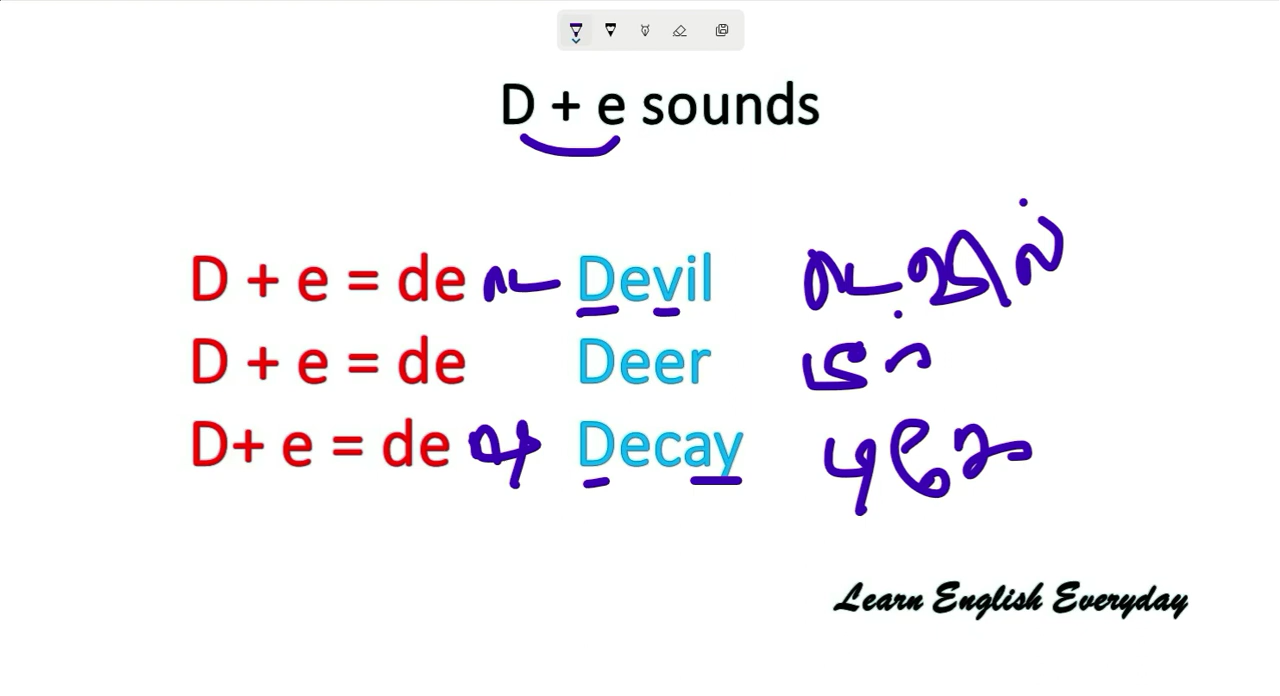 D + e sounds
D + e = de டெ Devil டெவில்
D + e = de Deer டீர்
D+ e = de Decay டிகே
Learn English Everyday